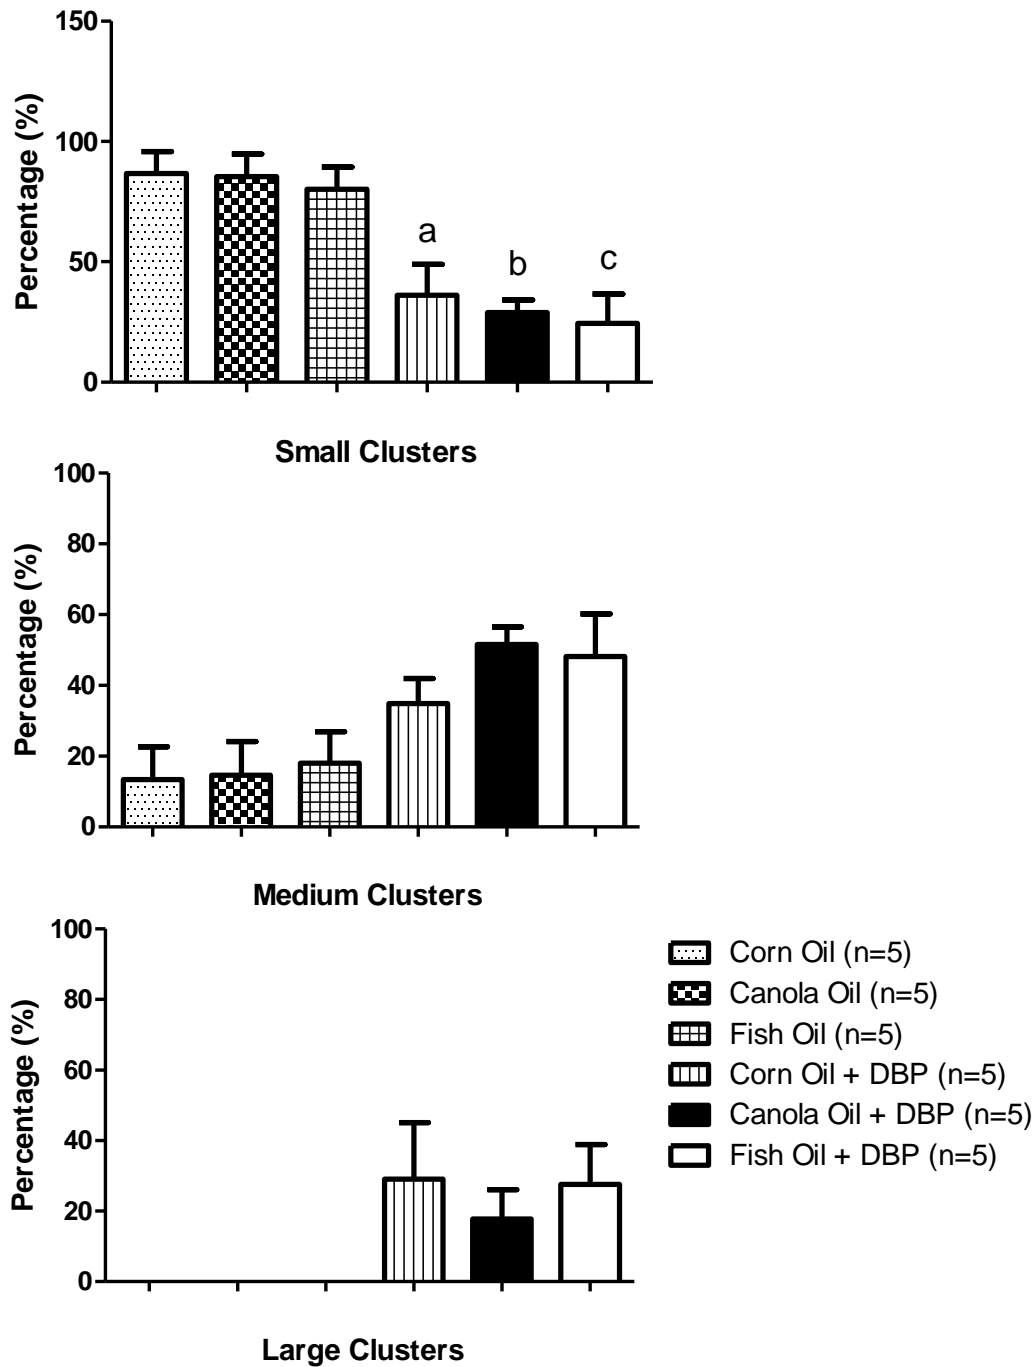 150
100
50
0
Percentage (%)
a
b
c
Small Clusters
100
80
60
40
20
0
Percentage (%)
Medium Clusters
100
80
60
40
20
0
Percentage (%)
Large Clusters
Corn Oil (n=5)
Canola Oil (n=5)
Fish Oil (n=5)
Corn Oil + DBP (n=5)
Canola Oil + DBP (n=5)
Fish Oil + DBP (n=5)